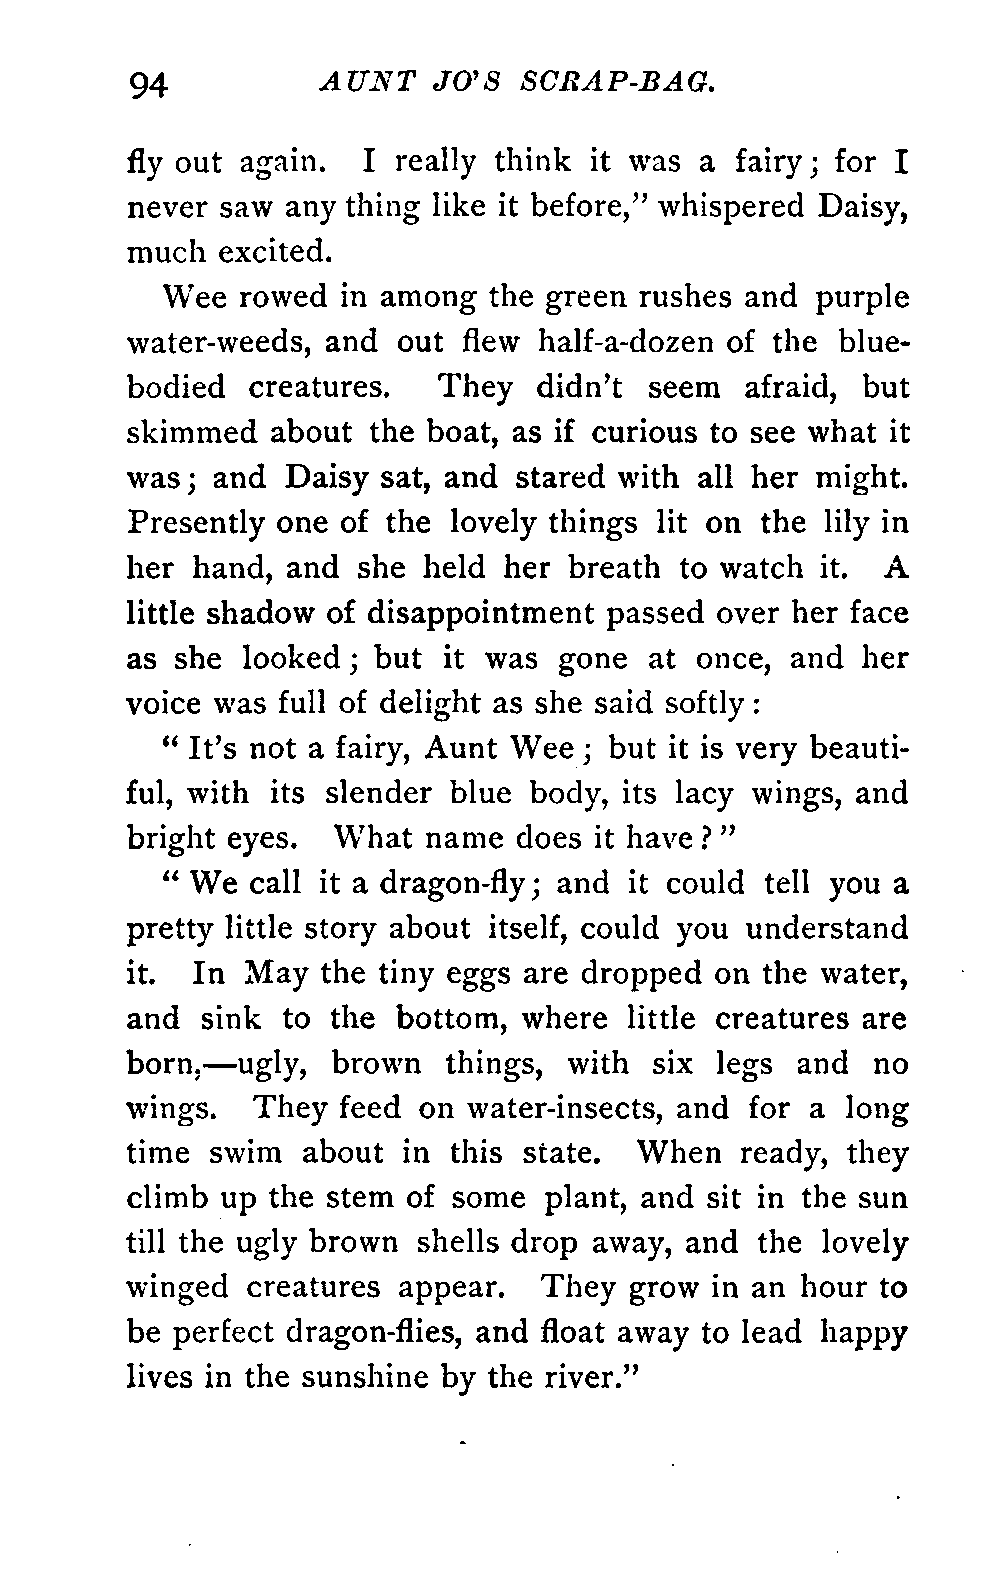 94 AUNT JO'S SCRAP-BAG.
fly out again. I really think it was a fairy; for I
never saw any thing like it before," whispered Daisy,
much excited.
Wee rowed in among the green rushes and purple
water-weeds, and out flew half-a-dozen of the blue-
bodied creatures. They didn't seem afraid, but
skimmed about the boat, as if curious to see what it
was; and Daisy sat, and stared with all her might.
Presently one of the lovely things lit on the lily in
her hand, and she held her breath to watch it. A
little shadow of disappointment passed over her face
as she looked; but it was gone at once, and her
voice was full of delight as she said softly:
"It's not a fairy, Aunt Wee; but it is very beauti-
ful, with its slender blue body, its lacy wings, and
bright eyes. What name does it have?"
"We call it a dragon-fly; and it could tell you a
pretty little story about itself, could you understand
it. In May the tiny eggs are dropped on the water,
and sink to the bottom, where little creatures are
born,—ugly, brown things, with six legs and no
wings. They feed on water-insects, and for a long
time swim about in this state. When ready, they
climb up the stem of some plant, and sit in the sun
till the ugly brown shells drop away, and the lovely
winged creatures appear. They grow in an hour to
be perfect dragon-flies, and float away to lead happy
lives in the sunshine by the river."